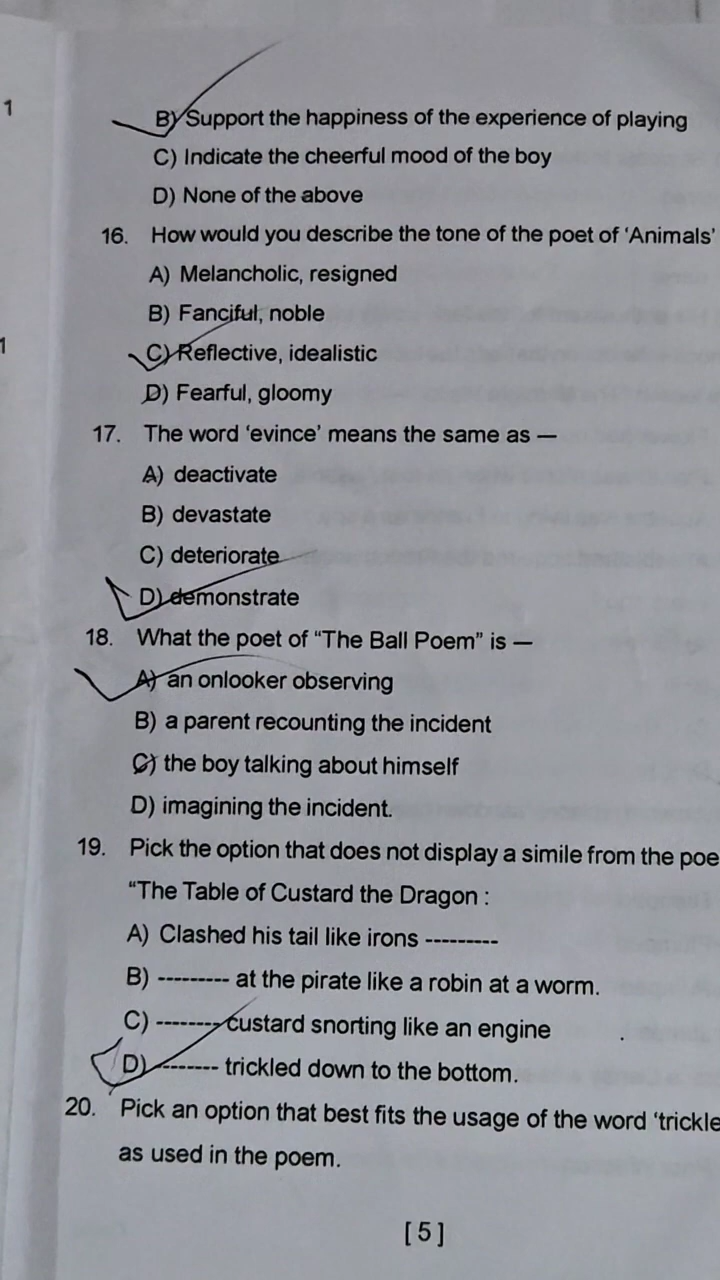 1
B) Support the happiness of the experience of playing
C) Indicate the cheerful mood of the boy
D) None of the above
16. How would you describe the tone of the poet of ‘Animals’
A) Melancholic, resigned
B) Fanciful, noble
1
C) Reflective, idealistic
D) Fearful, gloomy
17. The word ‘evince’ means the same as —
A) deactivate
B) devastate
C) deteriorate
D) demonstrate
18. What the poet of “The Ball Poem” is —
A) an onlooker observing
B) a parent recounting the incident
C) the boy talking about himself
D) imagining the incident.
19. Pick the option that does not display a simile from the poe
“The Table of Custard the Dragon :
A) Clashed his tail like irons ---------
B) --------- at the pirate like a robin at a worm.
C) -------- custard snorting like an engine
D) -------- trickled down to the bottom.
20. Pick an option that best fits the usage of the word ‘trickle
as used in the poem.
[ 5 ]